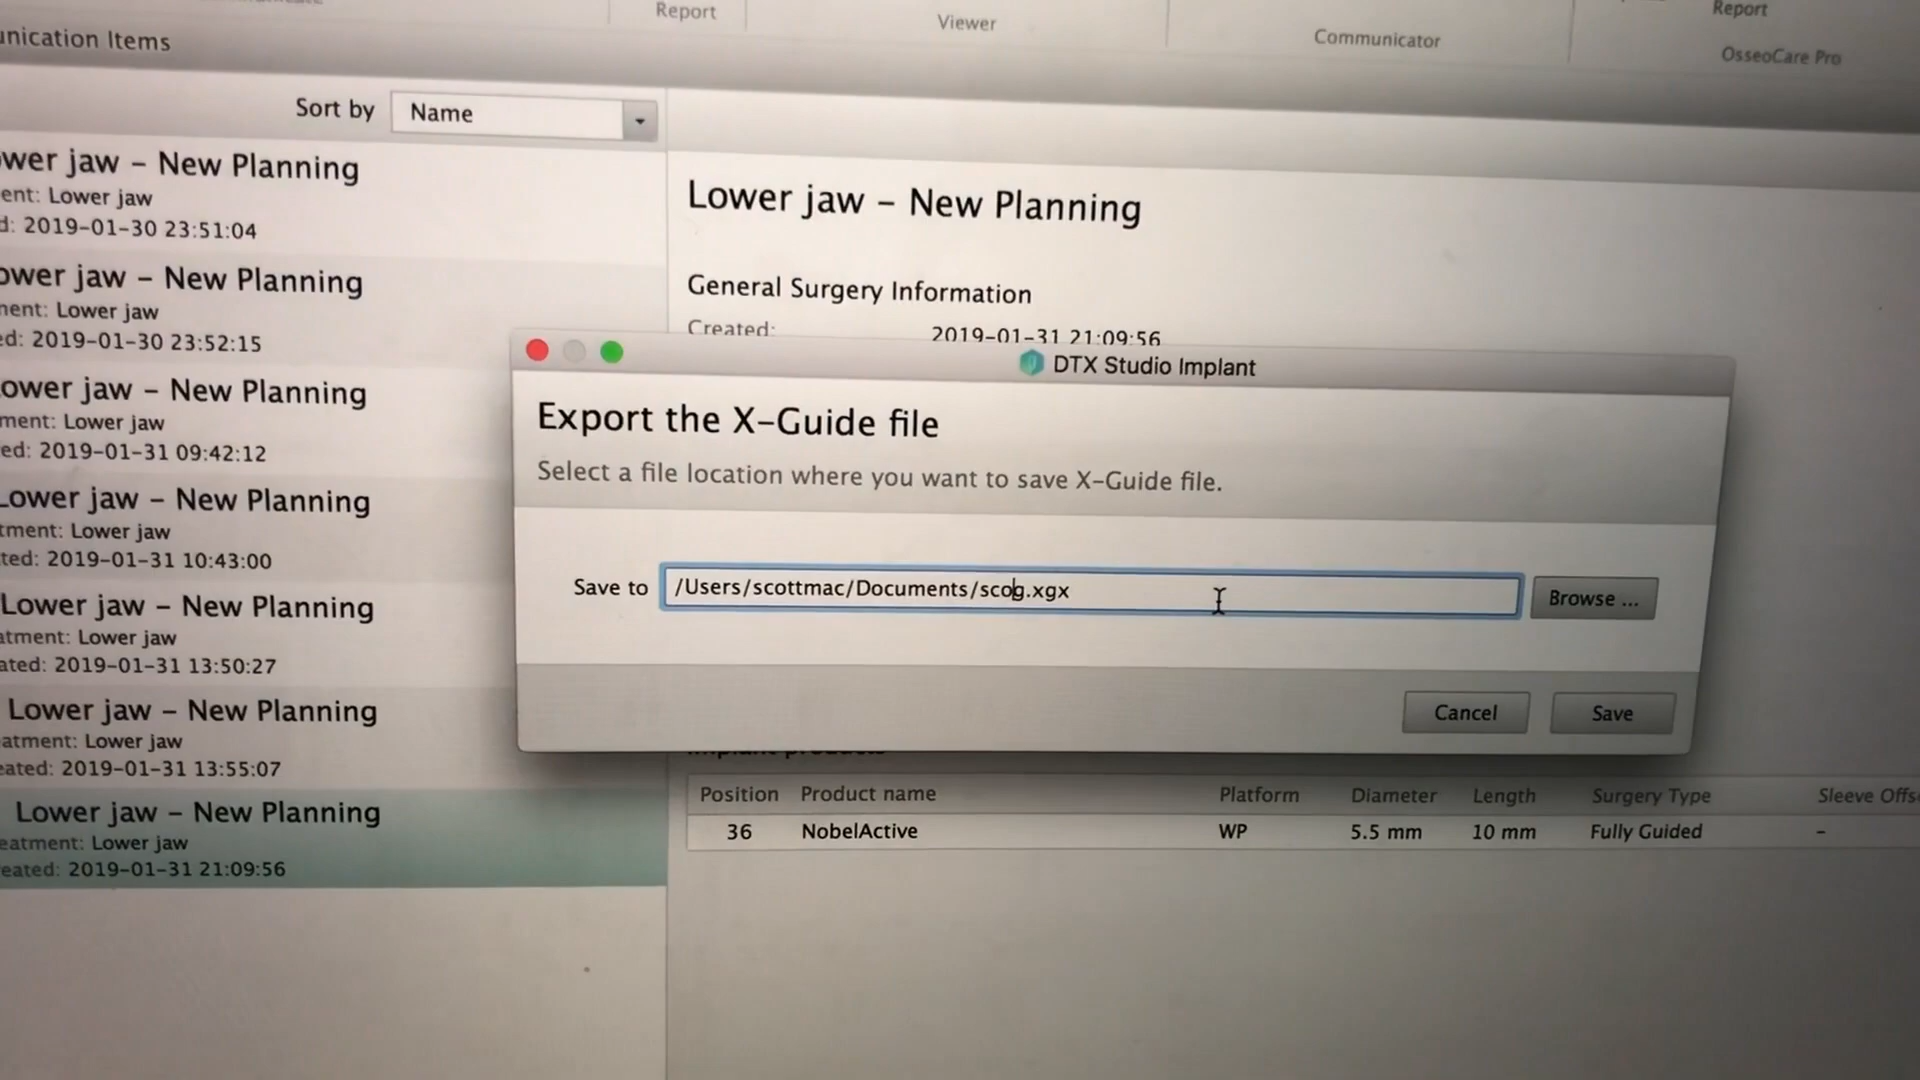 Report
Viewer
Communicator
Report
OsseoCare Pro
nication Items
Sort by Name
wer jaw – New Planning
ent: Lower jaw
d: 2019-01-30 23:51:04
ower jaw – New Planning
ment: Lower jaw
ed: 2019-01-30 23:52:15
ower jaw – New Planning
ment: Lower jaw
ed: 2019-01-31 09:42:12
Lower jaw – New Planning
tment: Lower jaw
ted: 2019-01-31 10:43:00
Lower jaw – New Planning
atment: Lower jaw
ated: 2019-01-31 13:50:27
Lower jaw – New Planning
eatment: Lower jaw
eated: 2019-01-31 13:55:07
Lower jaw – New Planning
eatment: Lower jaw
eated: 2019-01-31 21:09:56
Lower jaw – New Planning
General Surgery Information
Created: 2019-01-31 21:09:56
DTX Studio Implant
Export the X-Guide file
Select a file location where you want to save X-Guide file.
Save to /Users/scottmac/Documents/scog.xgx Browse ...
Cancel Save
Position Product name Platform Diameter Length Surgery Type Sleeve Offs
36 NobelActive WP 5.5 mm 10 mm Fully Guided –